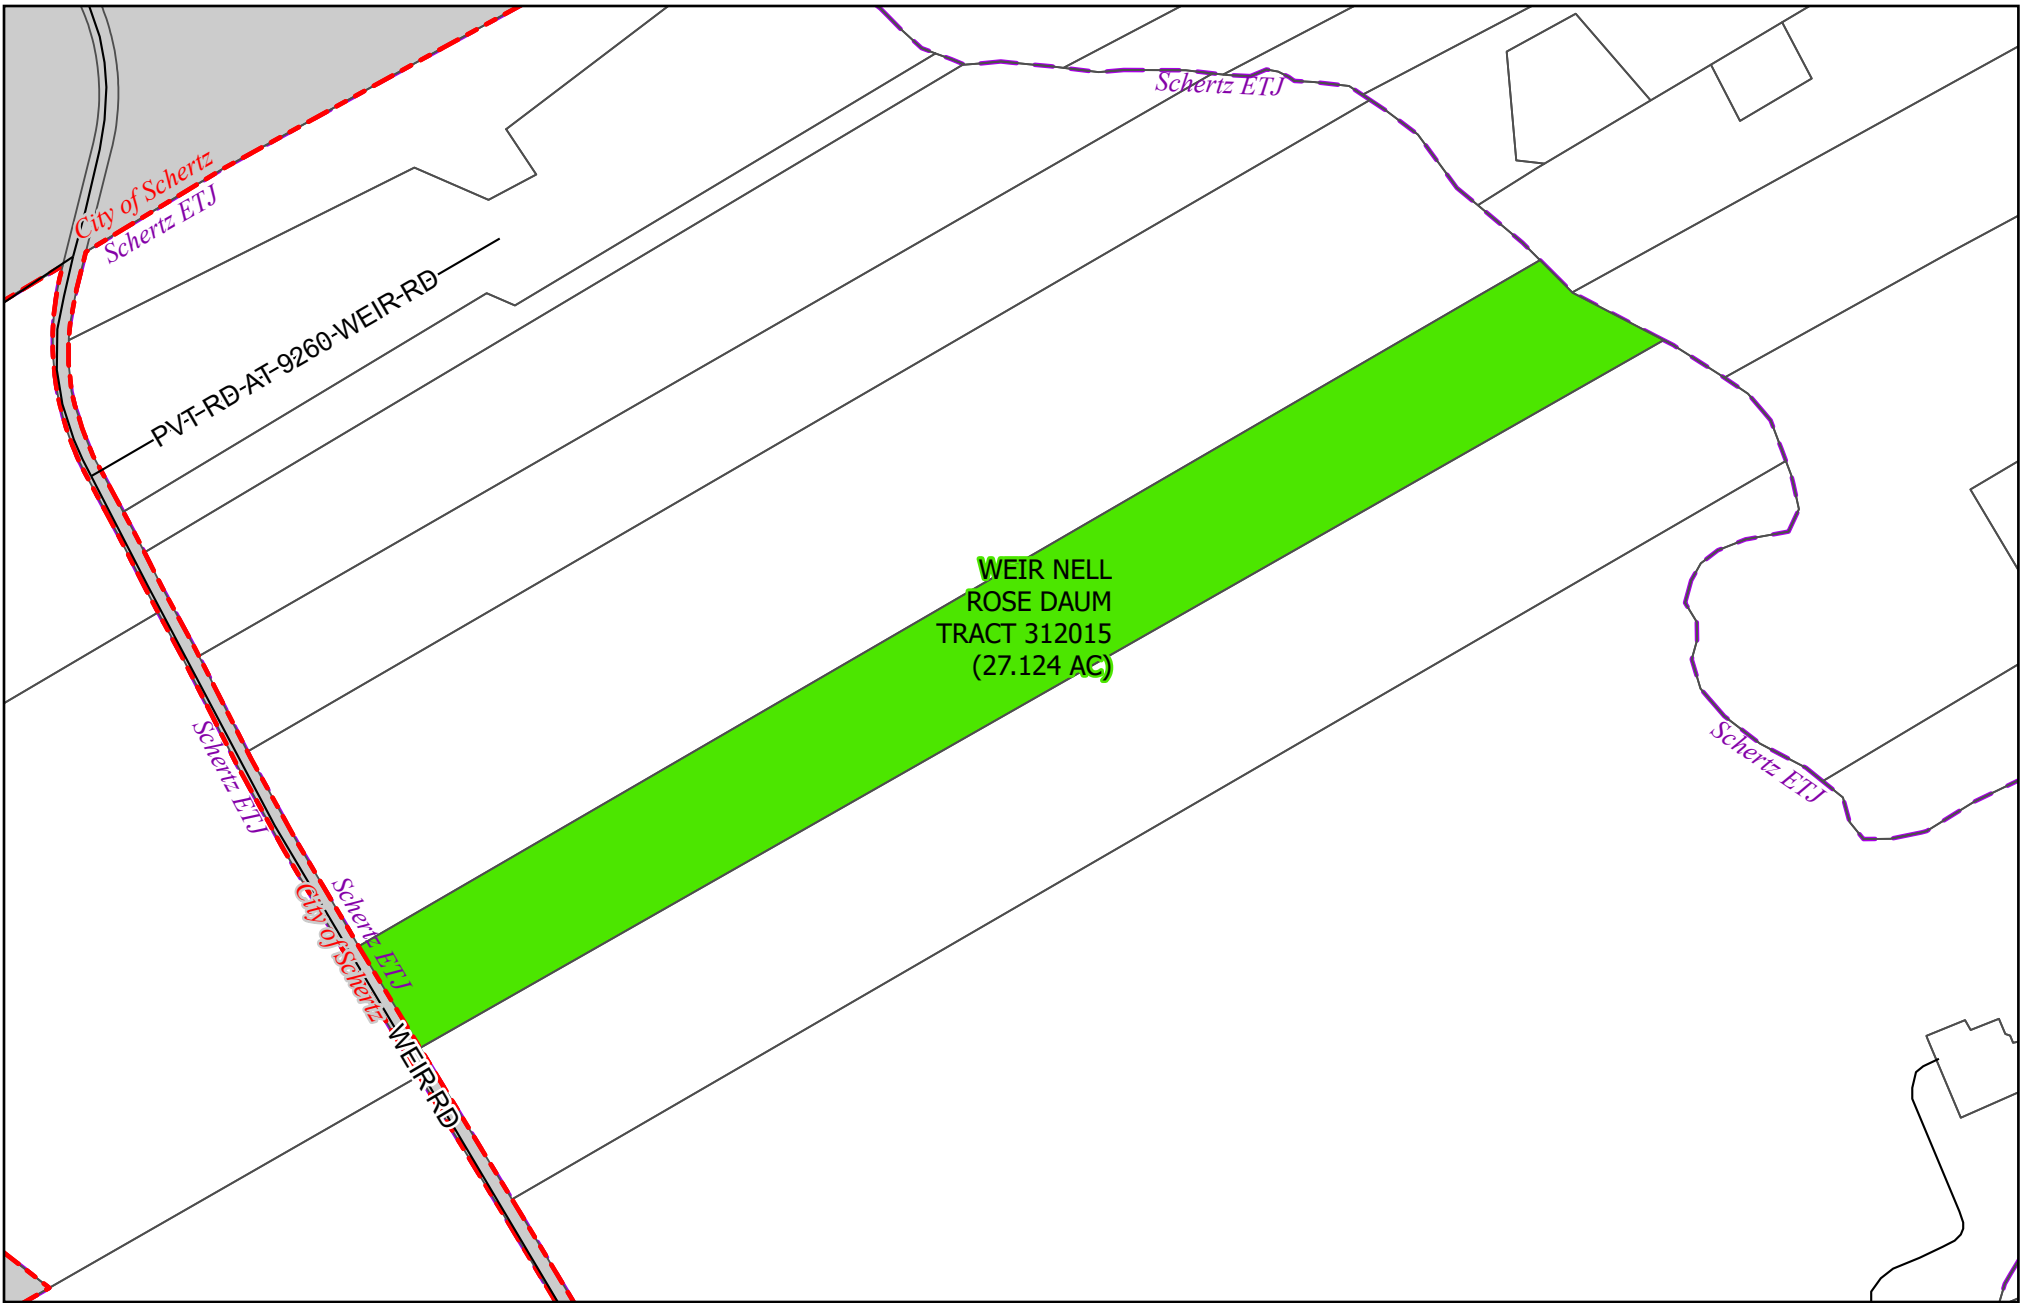 Schertz ETJ
City of Schertz
Schertz ETJ
PVT-RD-AT-9260-WEIR-RD
WEIR NELL
ROSE DAUM
TRACT 312015
(27.124 AC)
Schertz ETJ
Schertz ETJ
Schertz ETJ
City of Schertz
WEIR-RD